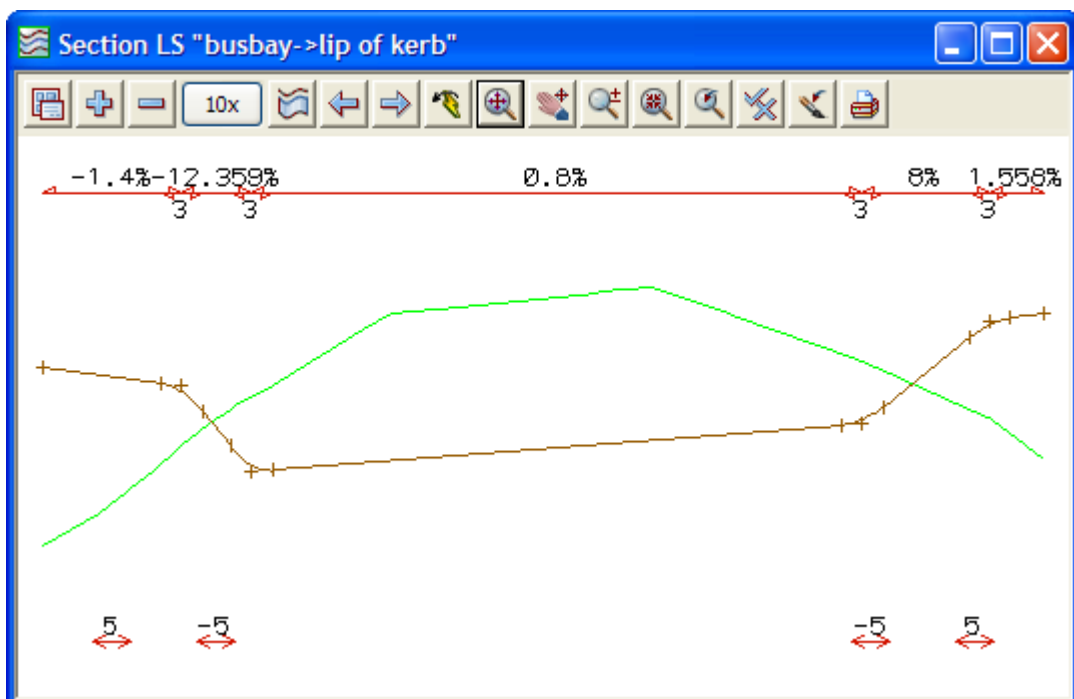 Section LS "busbay->lip of kerb"
10x
-1.4%-12.359% 0.8% 8% 1.558%
3 3 3 3
5 -5 -5 5